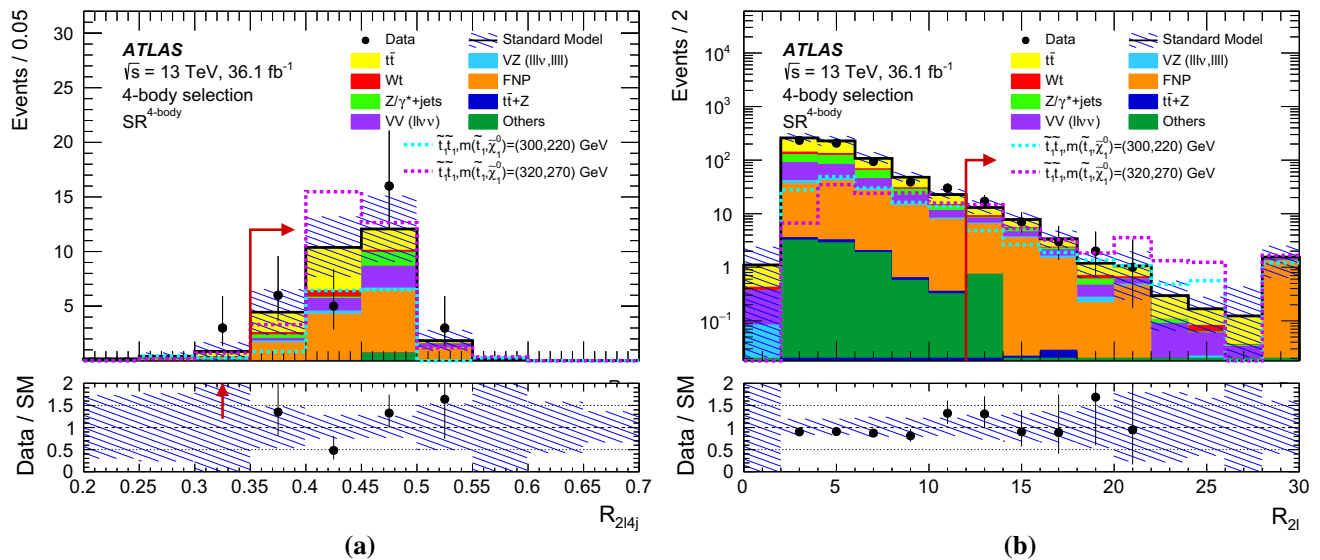 Events / 0.05
30
25
20
15
10
5
ATLAS
√s = 13 TeV, 36.1 fb⁻¹
4-body selection
SR⁴⁻ᵇᵒᵈʸ
Data
Standard Model
tt̄
VZ (lllν,llll)
Wt
FNP
Z/γ*+jets
tt̄+Z
VV (llνν)
Others
t̃₁t̃₁,m(t̃₁,χ̃₁⁰)=(300,220) GeV
t̃₁t̃₁,m(t̃₁,χ̃₁⁰)=(320,270) GeV
Data / SM
2
1.5
1
0.5
0
0.2 0.25 0.3 0.35 0.4 0.45 0.5 0.55 0.6 0.65 0.7
R₂ₗ₄ⱼ
(a)
Events / 2
10⁴
10³
10²
10
1
10⁻¹
ATLAS
√s = 13 TeV, 36.1 fb⁻¹
4-body selection
SR⁴⁻ᵇᵒᵈʸ
Data
Standard Model
tt̄
VZ (lllν,llll)
Wt
FNP
Z/γ*+jets
tt̄+Z
VV (llνν)
Others
t̃₁t̃₁,m(t̃₁,χ̃₁⁰)=(300,220) GeV
t̃₁t̃₁,m(t̃₁,χ̃₁⁰)=(320,270) GeV
Data / SM
2
1.5
1
0.5
0
0 5 10 15 20 25 30
R₂ₗ
(b)